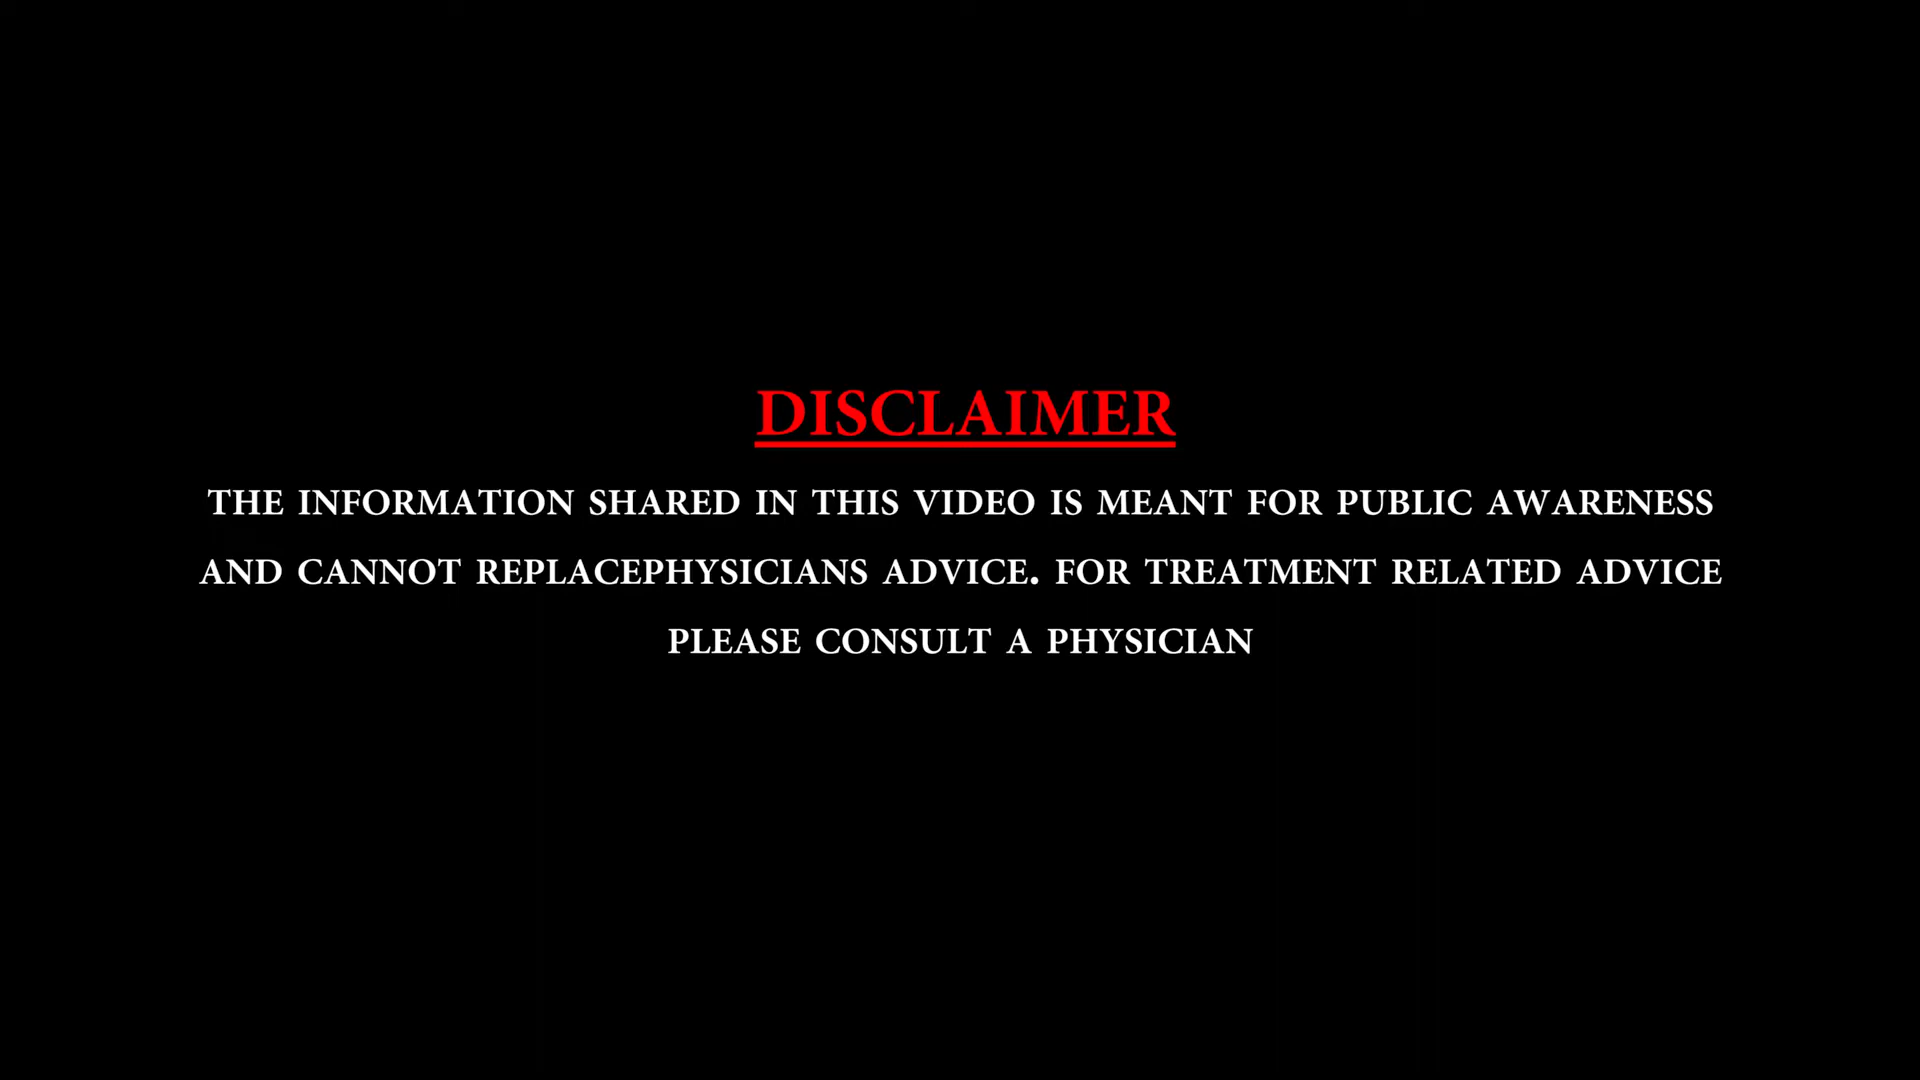 DISCLAIMER
THE INFORMATION SHARED IN THIS VIDEO IS MEANT FOR PUBLIC AWARENESS
AND CANNOT REPLACEPHYSICIANS ADVICE. FOR TREATMENT RELATED ADVICE
PLEASE CONSULT A PHYSICIAN